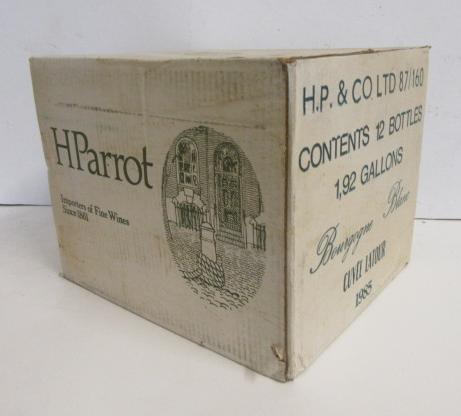 HParrot
Importers of Fine Wines
Since 1801
H.P. & CO. LTD 87/160
CONTENTS 12 BOTTLES
1,92 GALLONS
Bourgogne Blanc
CUVEE LATOUR
1985